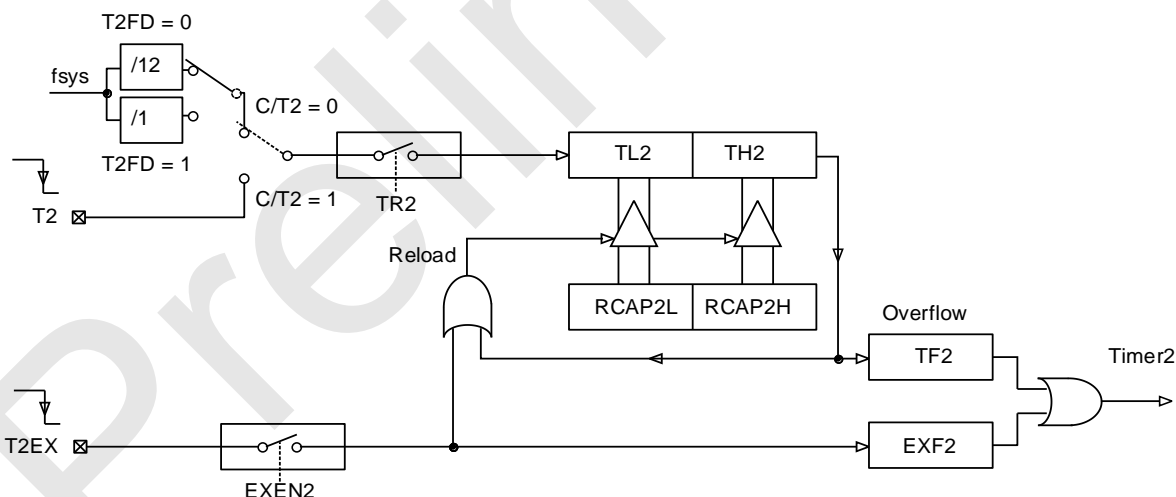 T2FD = 0
/12
fsys
C/T2 = 0
/1
T2FD = 1
TL2
TH2
C/T2 = 1
TR2
T2
Reload
RCAP2L
RCAP2H
Overflow
TF2
Timer2
T2EX
EXF2
EXEN2
Prelim